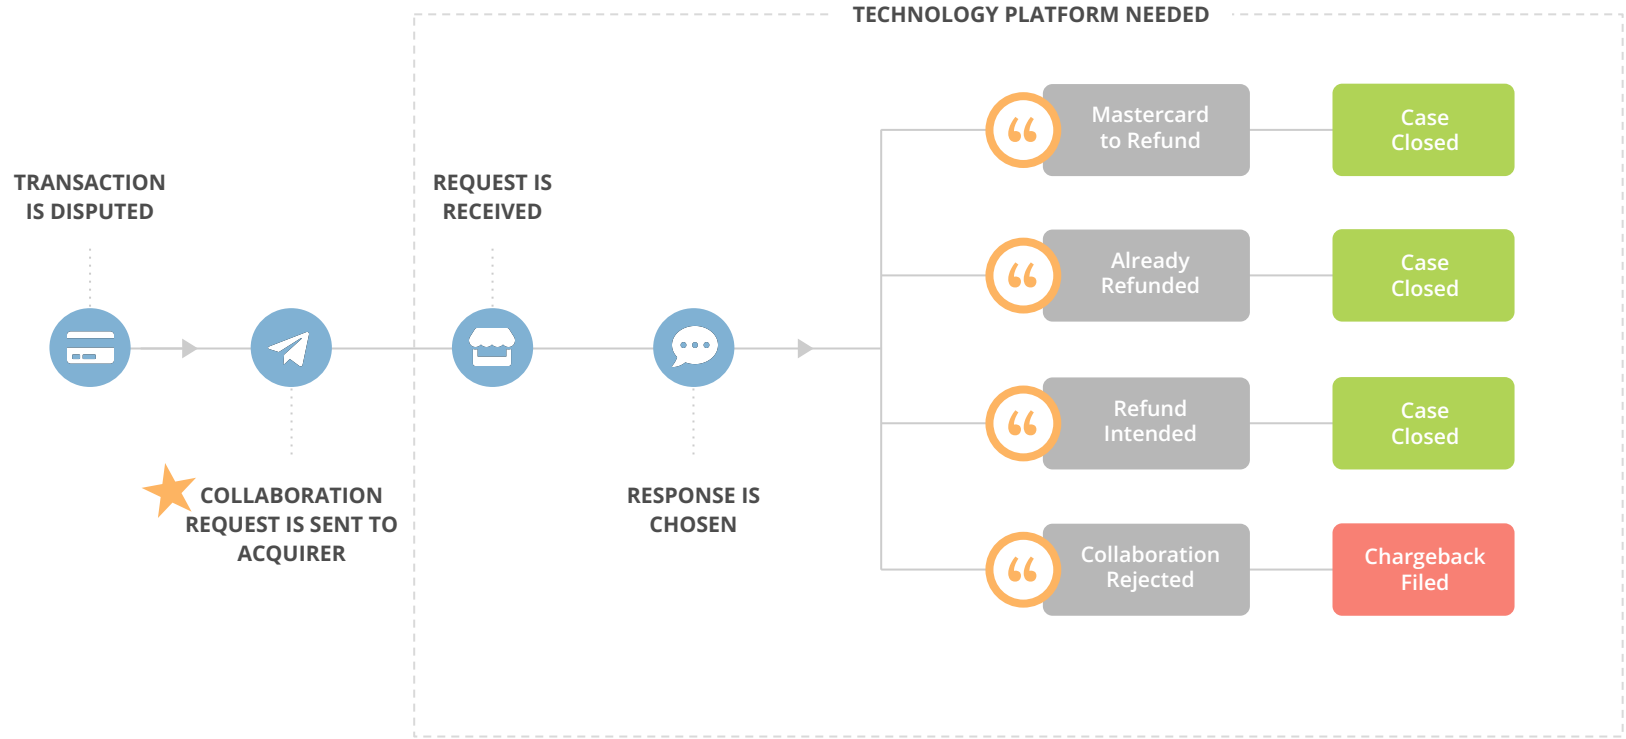 TECHNOLOGY PLATFORM NEEDED
TRANSACTION
IS DISPUTED
COLLABORATION
REQUEST IS SENT TO
ACQUIRER
REQUEST IS
RECEIVED
RESPONSE IS
CHOSEN
Mastercard
to Refund
Case
Closed
Already
Refunded
Case
Closed
Refund
Intended
Case
Closed
Collaboration
Rejected
Chargeback
Filed